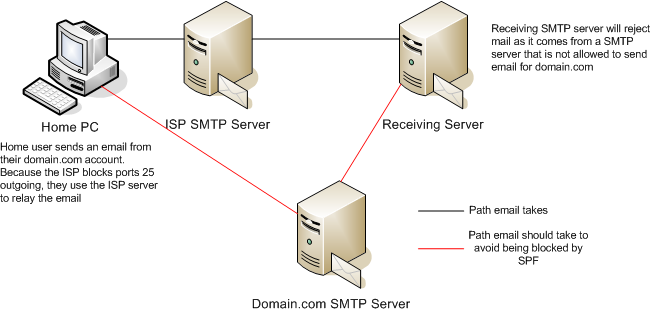 Receiving SMTP server will reject
mail as it comes from a SMTP
server that is not allowed to send
email for domain.com
Home PC
ISP SMTP Server
Receiving Server
Home user sends an email from
their domain.com account.
Because the ISP blocks ports 25
outgoing, they use the ISP server
to relay the email
Path email takes
Path email should take to
avoid being blocked by
SPF
Domain.com SMTP Server